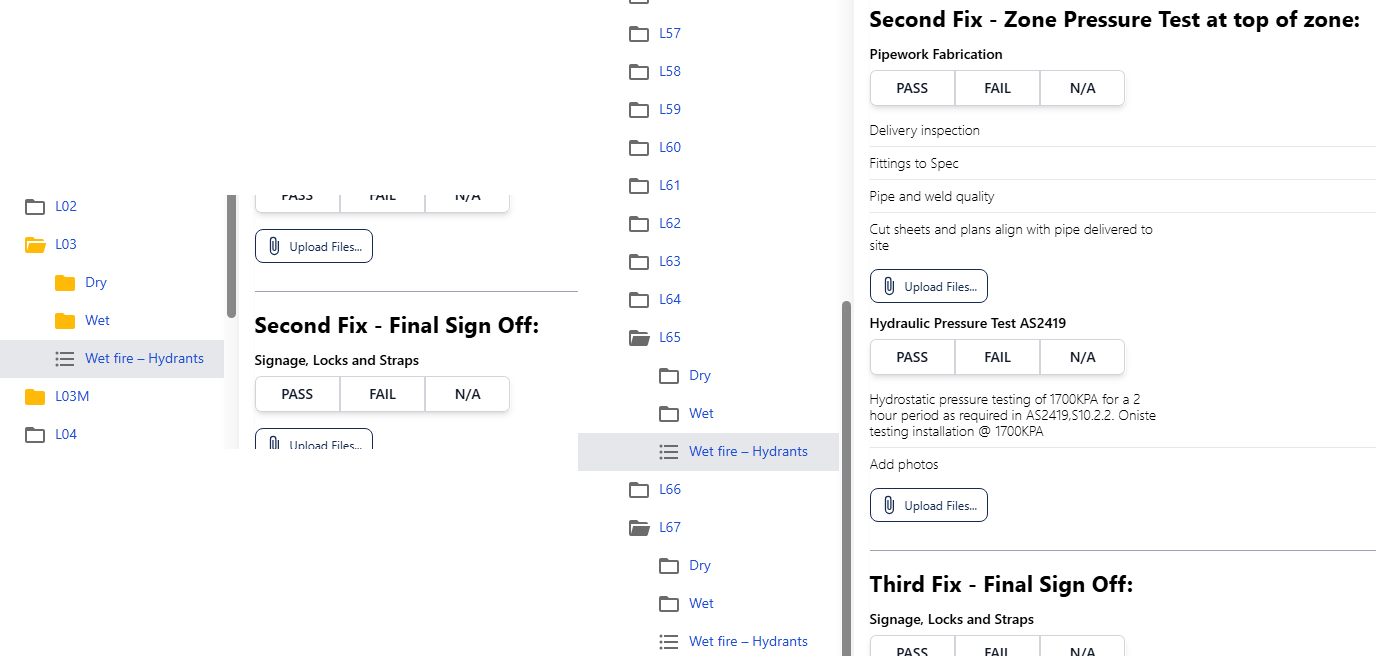 L02
L03
Dry
Wet
Wet fire – Hydrants
L03M
L04
PASS FAIL N/A
Upload Files...
Second Fix - Final Sign Off:
Signage, Locks and Straps
PASS FAIL N/A
Upload Files...
L57
L58
L59
L60
L61
L62
L63
L64
L65
Dry
Wet
Wet fire – Hydrants
L66
L67
Dry
Wet
Wet fire – Hydrants
Second Fix - Zone Pressure Test at top of zone:
Pipework Fabrication
PASS FAIL N/A
Delivery inspection
Fittings to Spec
Pipe and weld quality
Cut sheets and plans align with pipe delivered to
site
Upload Files...
Hydraulic Pressure Test AS2419
PASS FAIL N/A
Hydrostatic pressure testing of 1700KPA for a 2
hour period as required in AS2419,S10.2.2. Oniste
testing installation @ 1700KPA
Add photos
Upload Files...
Third Fix - Final Sign Off:
Signage, Locks and Straps
PASS FAIL N/A